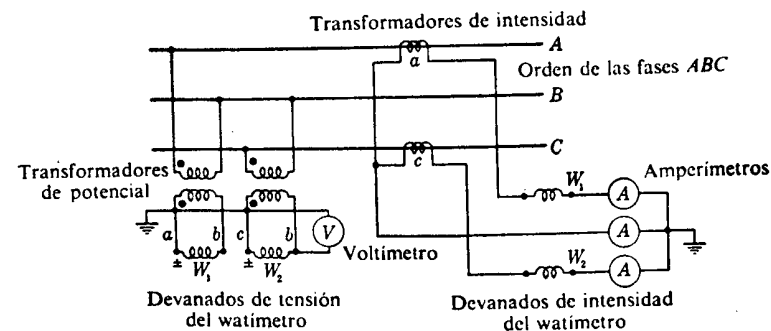 Transformadores de intensidad
A
a
Orden de las fases ABC
B
C
c
Transformadores
de potencial
Amperímetros
W₁
A
a
b
c
b
V
Voltímetro
A
±
W₁
±
W₂
W₂
A
Devanados de tensión
del watímetro
Devanados de intensidad
del watímetro